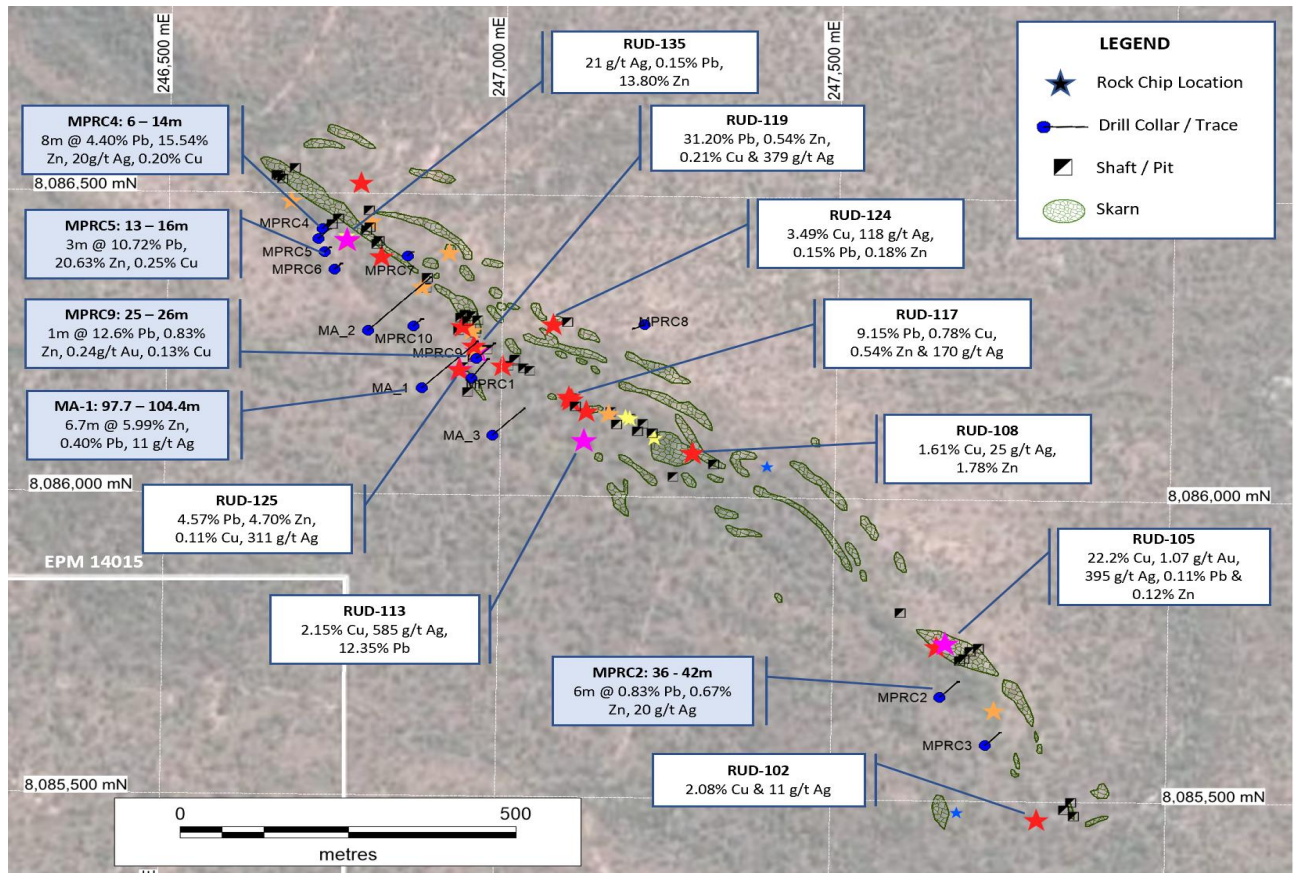 246,500 mE
247,000 mE
247,500 mE
RUD-135
21 g/t Ag, 0.15% Pb,
13.80% Zn
LEGEND
Rock Chip Location
Drill Collar / Trace
Shaft / Pit
Skarn
MPRC4: 6 – 14m
8m @ 4.40% Pb, 15.54%
Zn, 20g/t Ag, 0.20% Cu
RUD-119
31.20% Pb, 0.54% Zn,
0.21% Cu & 379 g/t Ag
8,086,500 mN
8,086,500 mN
MPRC5: 13 – 16m
3m @ 10.72% Pb,
20.63% Zn, 0.25% Cu
RUD-124
3.49% Cu, 118 g/t Ag,
0.15% Pb, 0.18% Zn
MPRC4
MPRC5
MPRC6
MPRC7
MPRC9: 25 – 26m
1m @ 12.6% Pb, 0.83%
Zn, 0.24g/t Au, 0.13% Cu
RUD-117
9.15% Pb, 0.78% Cu,
0.54% Zn & 170 g/t Ag
MA_2
MPRC10
MPRC8
MPRC9
MPRC1
MA_1
MA-1: 97.7 – 104.4m
6.7m @ 5.99% Zn,
0.40% Pb, 11 g/t Ag
MA_3
RUD-108
1.61% Cu, 25 g/t Ag,
1.78% Zn
8,086,000 mN
8,086,000 mN
RUD-125
4.57% Pb, 4.70% Zn,
0.11% Cu, 311 g/t Ag
EPM 14015
RUD-105
22.2% Cu, 1.07 g/t Au,
395 g/t Ag, 0.11% Pb &
0.12% Zn
RUD-113
2.15% Cu, 585 g/t Ag,
12.35% Pb
MPRC2: 36 - 42m
6m @ 0.83% Pb, 0.67%
Zn, 20 g/t Ag
MPRC2
MPRC3
RUD-102
2.08% Cu & 11 g/t Ag
8,085,500 mN
8,085,500 mN
0
500
metres